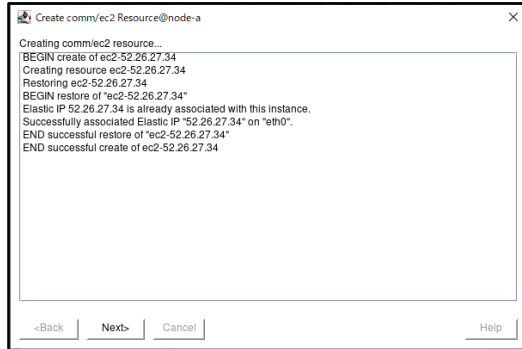 Create comm/ec2 Resource@node-a
Creating comm/ec2 resource...
BEGIN create of ec2-52.26.27.34
Creating resource ec2-52.26.27.34
Restoring ec2-52.26.27.34
BEGIN restore of "ec2-52.26.27.34"
Elastic IP 52.26.27.34 is already associated with this instance.
Successfully associated Elastic IP "52.26.27.34" on "eth0".
END successful restore of "ec2-52.26.27.34"
END successful create of ec2-52.26.27.34
<Back Next> Cancel Help